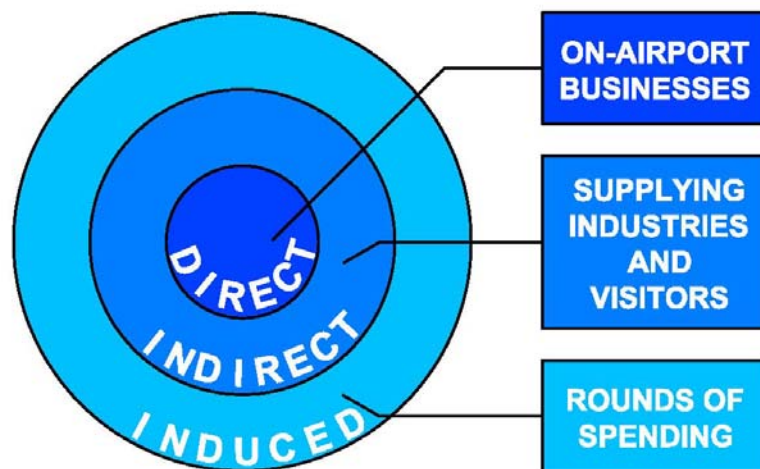 ON-AIRPORT
BUSINESSES
SUPPLYING
INDUSTRIES
AND
VISITORS
ROUNDS OF
SPENDING
DIRECT
INDIRECT
INDUCED